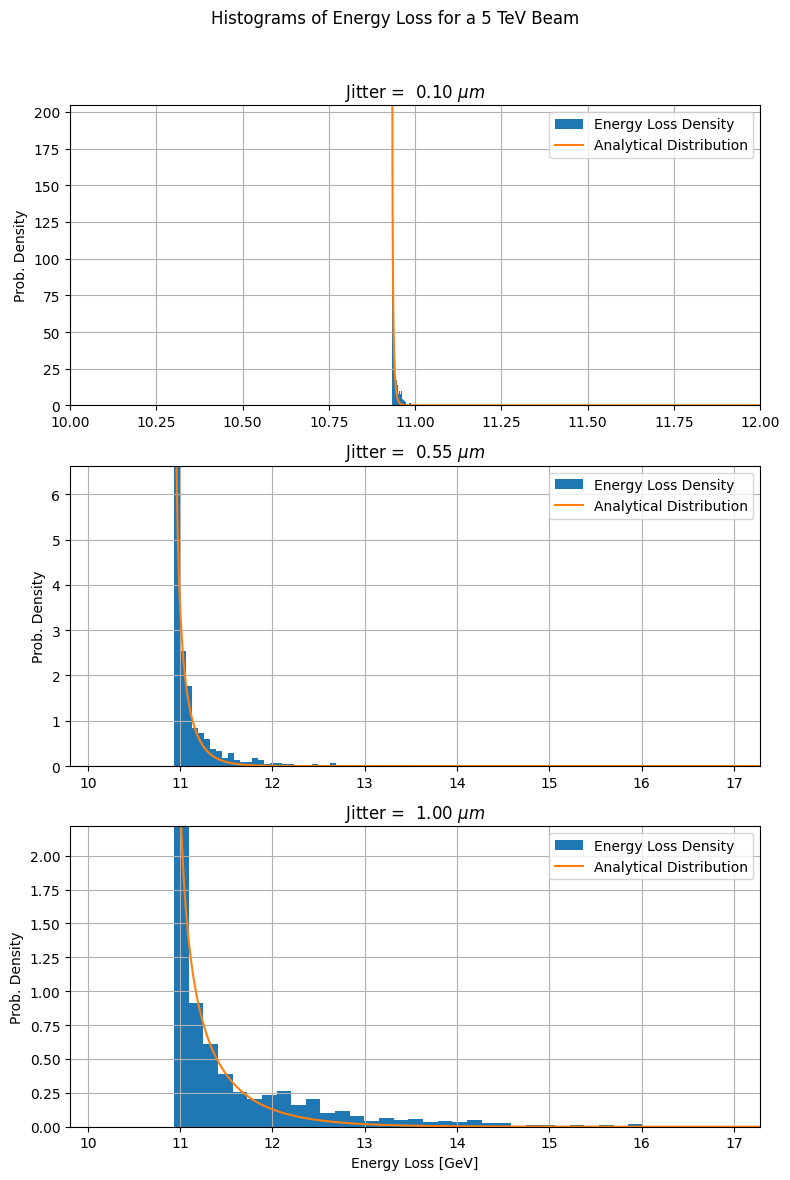 Histograms of Energy Loss for a 5 TeV Beam
Jitter = 0.10 μm
Energy Loss Density
Analytical Distribution
Prob. Density
200
175
150
125
100
75
50
25
0
10.00 10.25 10.50 10.75 11.00 11.25 11.50 11.75 12.00
Jitter = 0.55 μm
Energy Loss Density
Analytical Distribution
Prob. Density
6
5
4
3
2
1
0
10 11 12 13 14 15 16 17
Jitter = 1.00 μm
Energy Loss Density
Analytical Distribution
Prob. Density
2.00
1.75
1.50
1.25
1.00
0.75
0.50
0.25
0.00
10 11 12 13 14 15 16 17
Energy Loss [GeV]